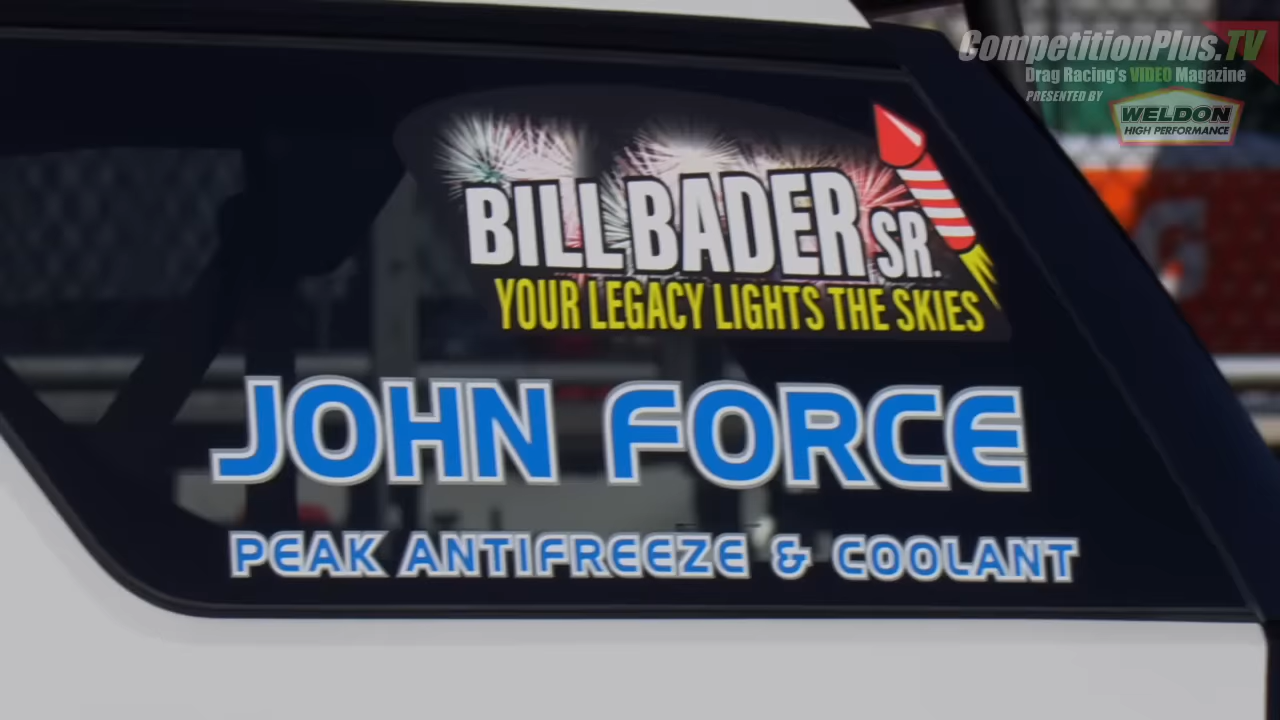 CompetitionPlus.TV
Drag Racing's VIDEO Magazine
PRESENTED BY
WELDON
HIGH PERFORMANCE
BILL BADER SR.
YOUR LEGACY LIGHTS THE SKIES
JOHN FORCE
PEAK ANTIFREEZE & COOLANT
G